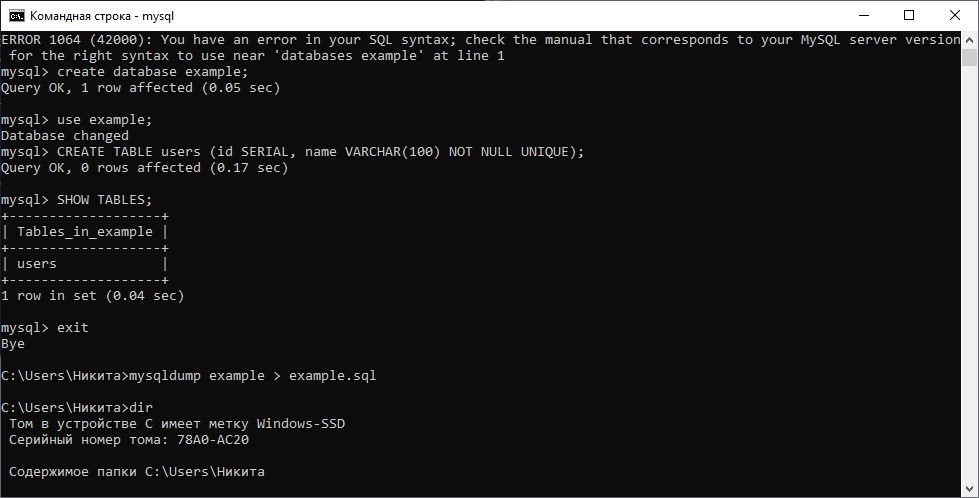 Командная строка - mysql
ERROR 1064 (42000): You have an error in your SQL syntax; check the manual that corresponds to your MySQL server version
 for the right syntax to use near 'databases example' at line 1
mysql> create database example;
Query OK, 1 row affected (0.05 sec)
mysql> use example;
Database changed
mysql> CREATE TABLE users (id SERIAL, name VARCHAR(100) NOT NULL UNIQUE);
Query OK, 0 rows affected (0.17 sec)
mysql> SHOW TABLES;
+-------------------+
| Tables_in_example |
+-------------------+
| users             |
+-------------------+
1 row in set (0.04 sec)
mysql> exit
Bye
C:\Users\Никита>mysqldump example > example.sql
C:\Users\Никита>dir
 Том в устройстве C имеет метку Windows-SSD
 Серийный номер тома: 78A0-AC20
 Содержимое папки C:\Users\Никита